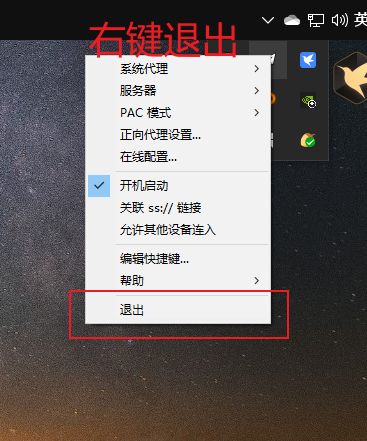 英
右键退出
系统代理
服务器
PAC 模式
正向代理设置...
在线配置...
开机启动
关联 ss:// 链接
允许其他设备连入
编辑快捷键...
帮助
退出